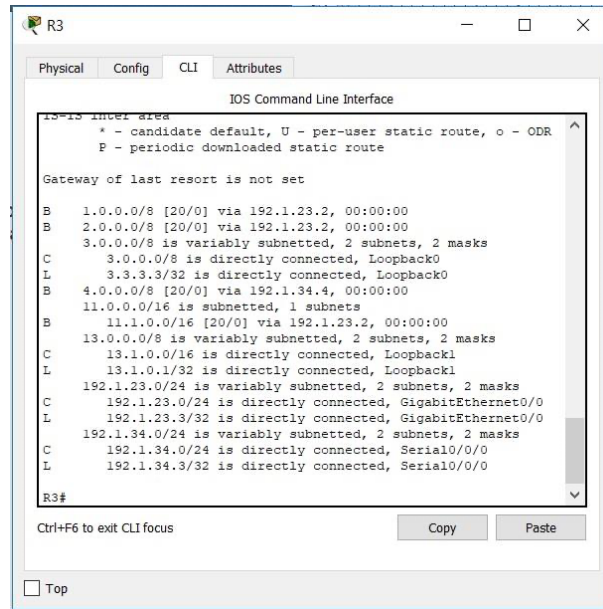 R3
Physical Config CLI Attributes
IOS Command Line Interface
inter area
* - candidate default, U - per-user static route, o - ODR
P - periodic downloaded static route
Gateway of last resort is not set
B 1.0.0.0/8 [20/0] via 192.1.23.2, 00:00:00
B 2.0.0.0/8 [20/0] via 192.1.23.2, 00:00:00
3.0.0.0/8 is variably subnetted, 2 subnets, 2 masks
C 3.0.0.0/8 is directly connected, Loopback0
L 3.3.3.3/32 is directly connected, Loopback0
B 4.0.0.0/8 [20/0] via 192.1.34.4, 00:00:00
11.0.0.0/16 is subnetted, 1 subnets
B 11.1.0.0/16 [20/0] via 192.1.23.2, 00:00:00
13.0.0.0/8 is variably subnetted, 2 subnets, 2 masks
C 13.1.0.0/16 is directly connected, Loopback1
L 13.1.0.1/32 is directly connected, Loopback1
192.1.23.0/24 is variably subnetted, 2 subnets, 2 masks
C 192.1.23.0/24 is directly connected, GigabitEthernet0/0
L 192.1.23.3/32 is directly connected, GigabitEthernet0/0
192.1.34.0/24 is variably subnetted, 2 subnets, 2 masks
C 192.1.34.0/24 is directly connected, Serial0/0/0
L 192.1.34.3/32 is directly connected, Serial0/0/0
R3#
Ctrl+F6 to exit CLI focus
Copy Paste
Top